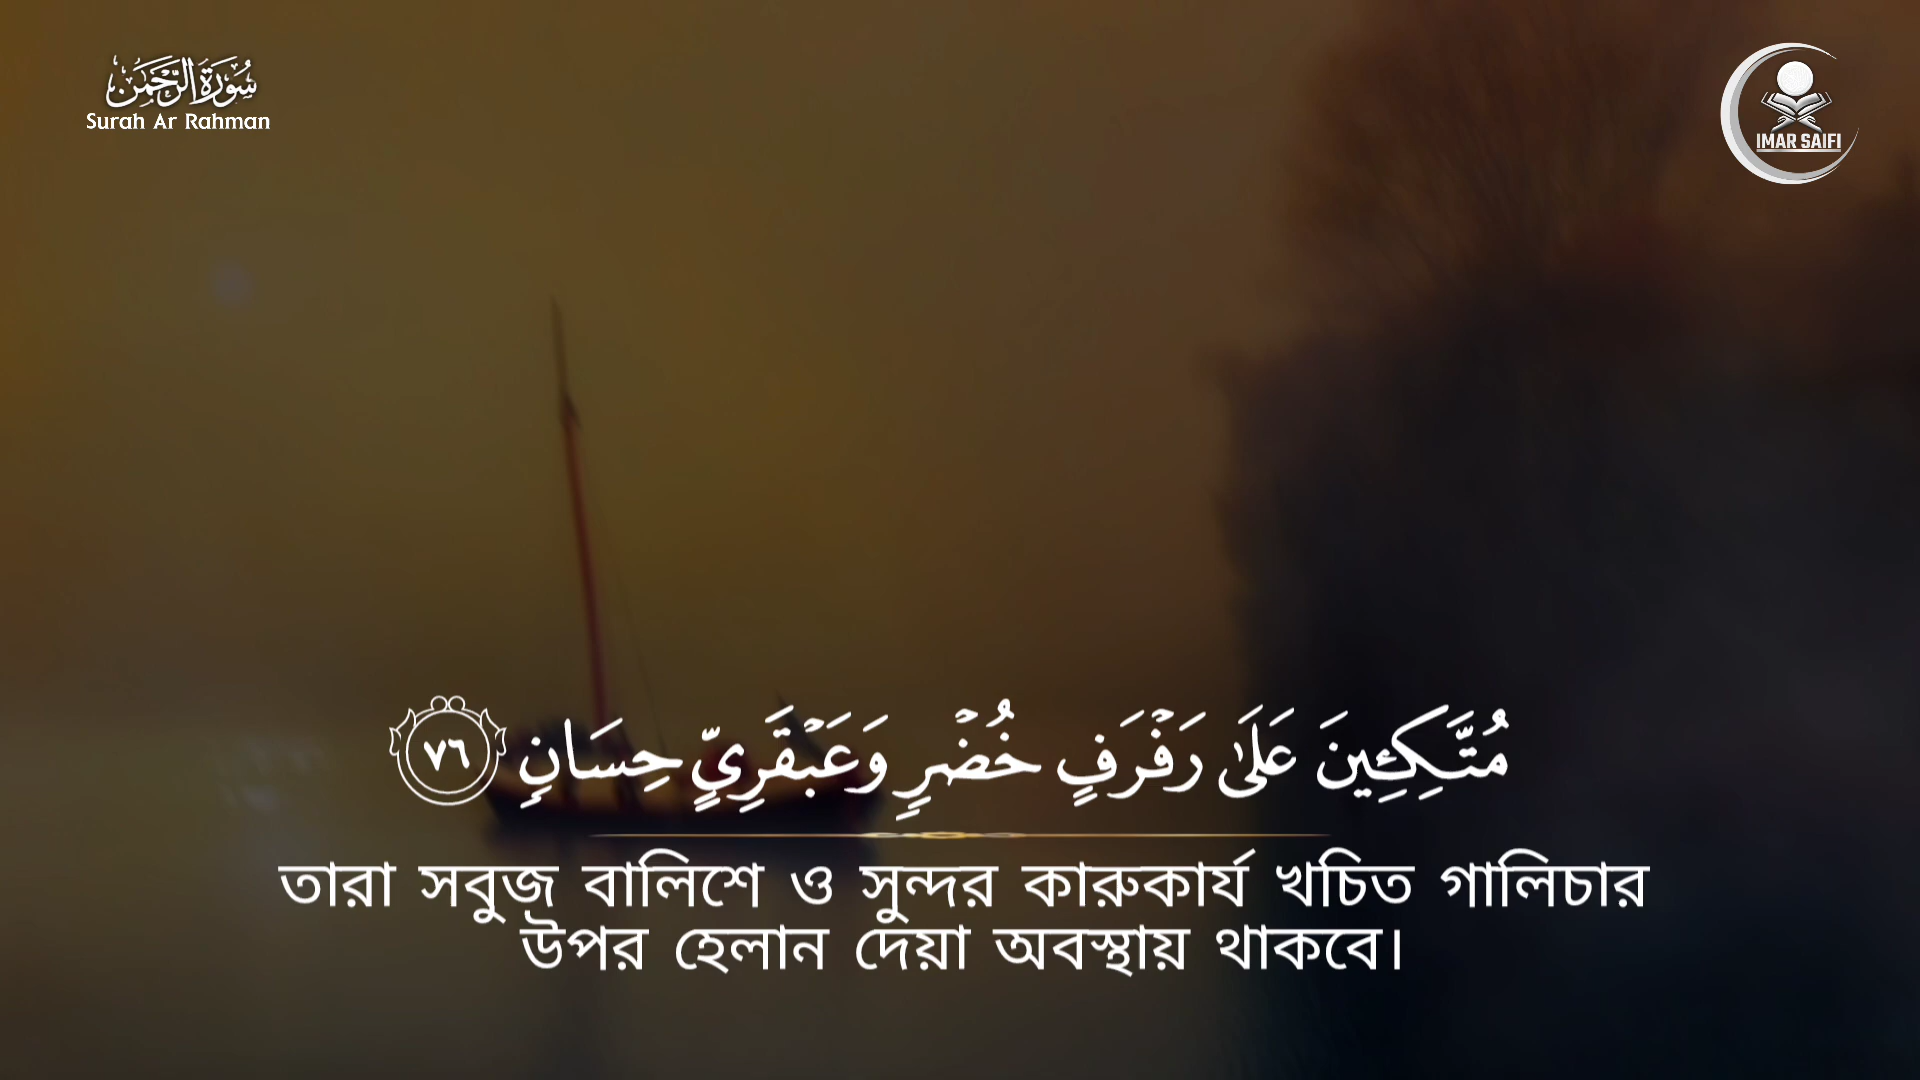 سُورَةُ الرَّحْمَٰن
Surah Ar Rahman
IMAR SAIFI
مُتَّكِـِٔينَ عَلَىٰ رَفْرَفٍ خُضْرٍ وَعَبْقَرِيٍّ حِسَانٍ ٧٦
তারা সবুজ বালিশে ও সুন্দর কারুকার্য খচিত গালিচার
উপর হেলান দেয়া অবস্থায় থাকবে।